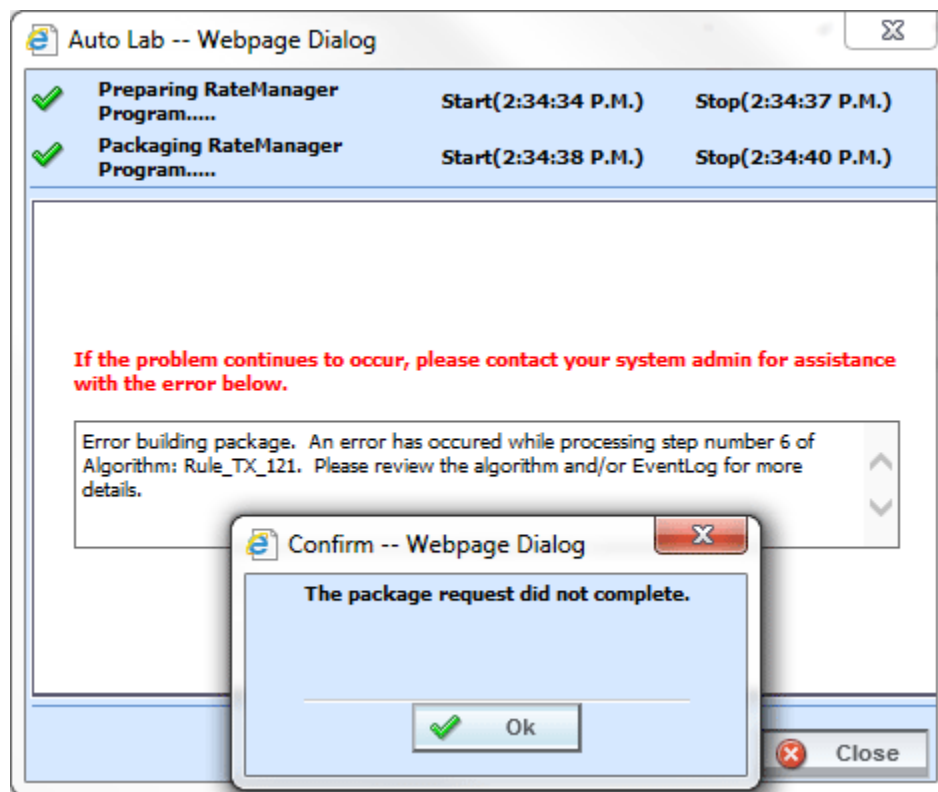 Auto Lab -- Webpage Dialog
Preparing RateManager
Program.....
Start(2:34:34 P.M.)
Stop(2:34:37 P.M.)
Packaging RateManager
Program.....
Start(2:34:38 P.M.)
Stop(2:34:40 P.M.)
If the problem continues to occur, please contact your system admin for assistance
with the error below.
Error building package.  An error has occured while processing step number 6 of
Algorithm: Rule_TX_121.  Please review the algorithm and/or EventLog for more
details.
Confirm -- Webpage Dialog
The package request did not complete.
Ok
Close